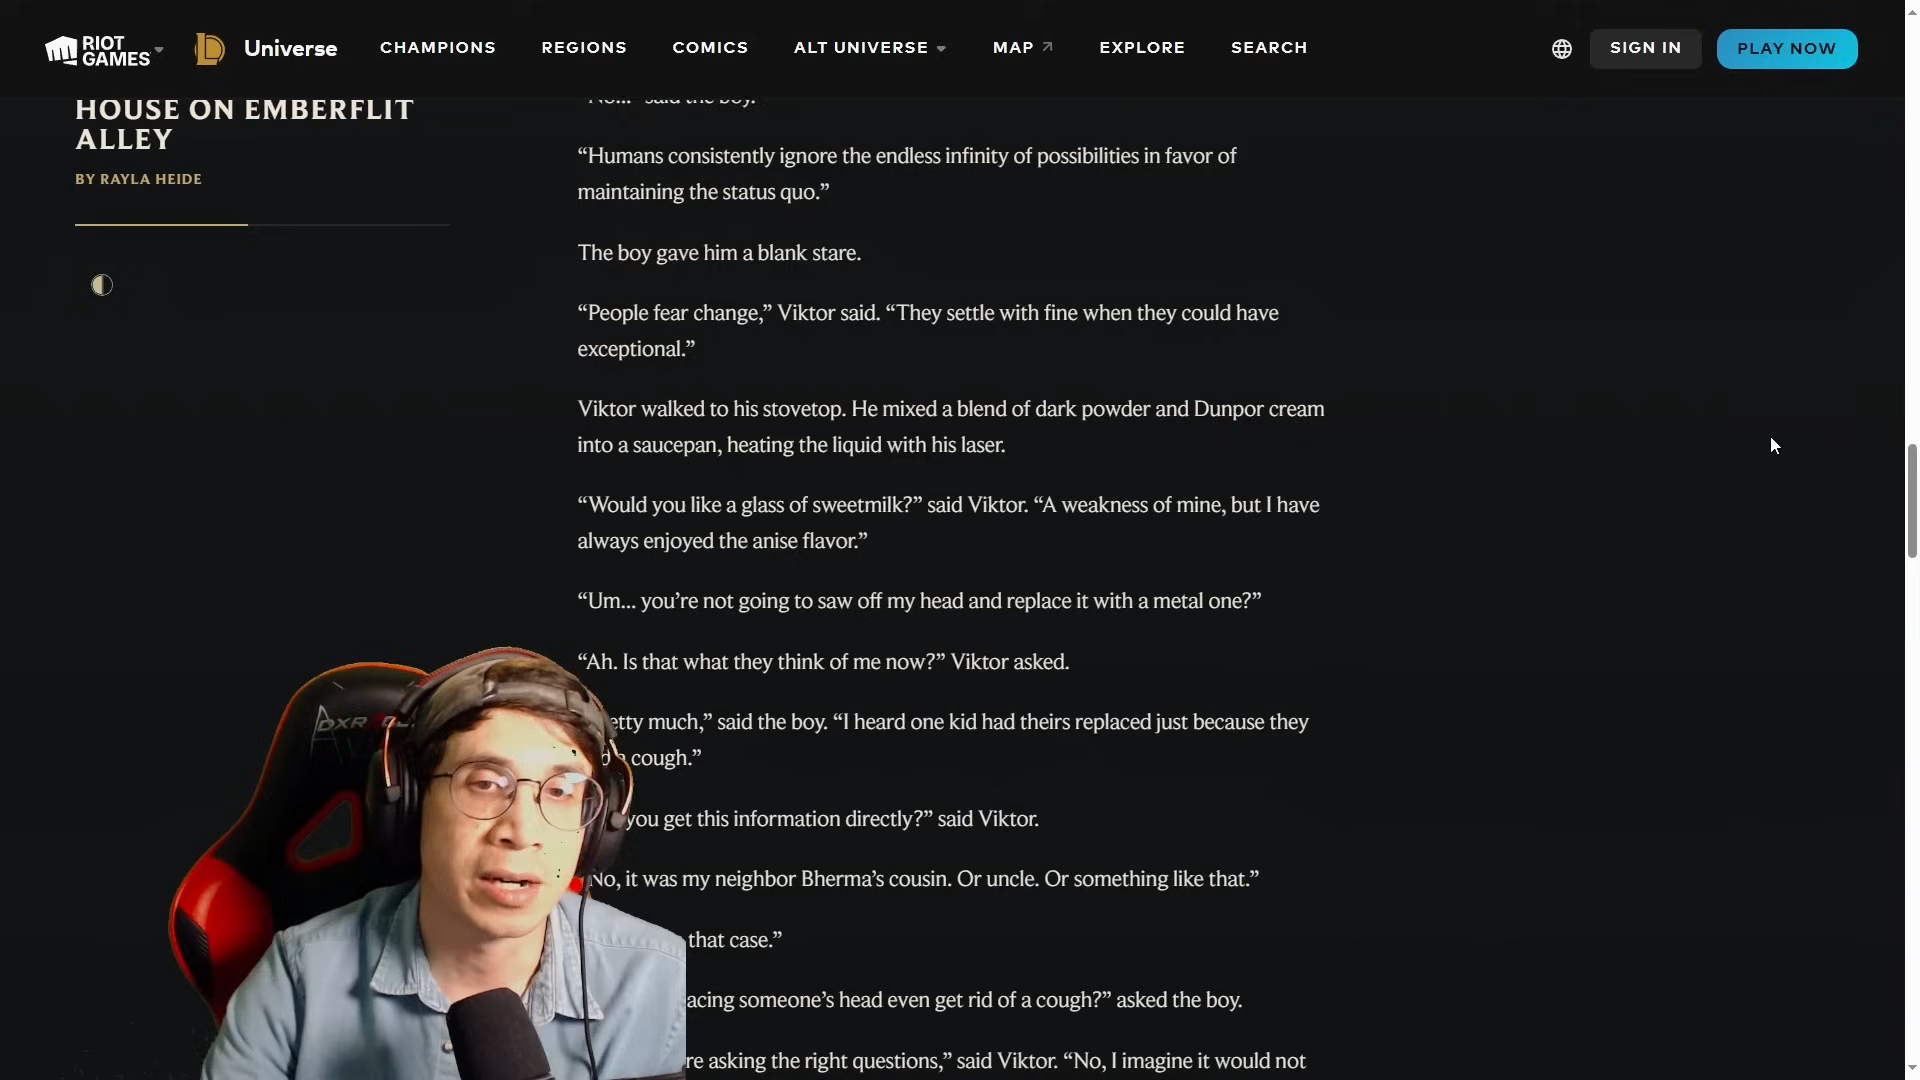 RIOT
GAMES
Universe
CHAMPIONS
REGIONS
COMICS
ALT UNIVERSE
MAP
EXPLORE
SEARCH
SIGN IN
PLAY NOW
HOUSE ON EMBERFLIT
ALLEY
BY RAYLA HEIDE
“No...” said the boy.
“Humans consistently ignore the endless infinity of possibilities in favor of
maintaining the status quo.”
The boy gave him a blank stare.
“People fear change,” Viktor said. “They settle with fine when they could have
exceptional.”
Viktor walked to his stovetop. He mixed a blend of dark powder and Dunpor cream
into a saucepan, heating the liquid with his laser.
“Would you like a glass of sweetmilk?” said Viktor. “A weakness of mine, but I have
always enjoyed the anise flavor.”
“Um... you’re not going to saw off my head and replace it with a metal one?”
“Ah. Is that what they think of me now?” Viktor asked.
etty much,” said the boy. “I heard one kid had theirs replaced just because they
cough.”
you get this information directly?” said Viktor.
No, it was my neighbor Bherma’s cousin. Or uncle. Or something like that.”
that case.”
acing someone’s head even get rid of a cough?” asked the boy.
re asking the right questions,” said Viktor. “No, I imagine it would not